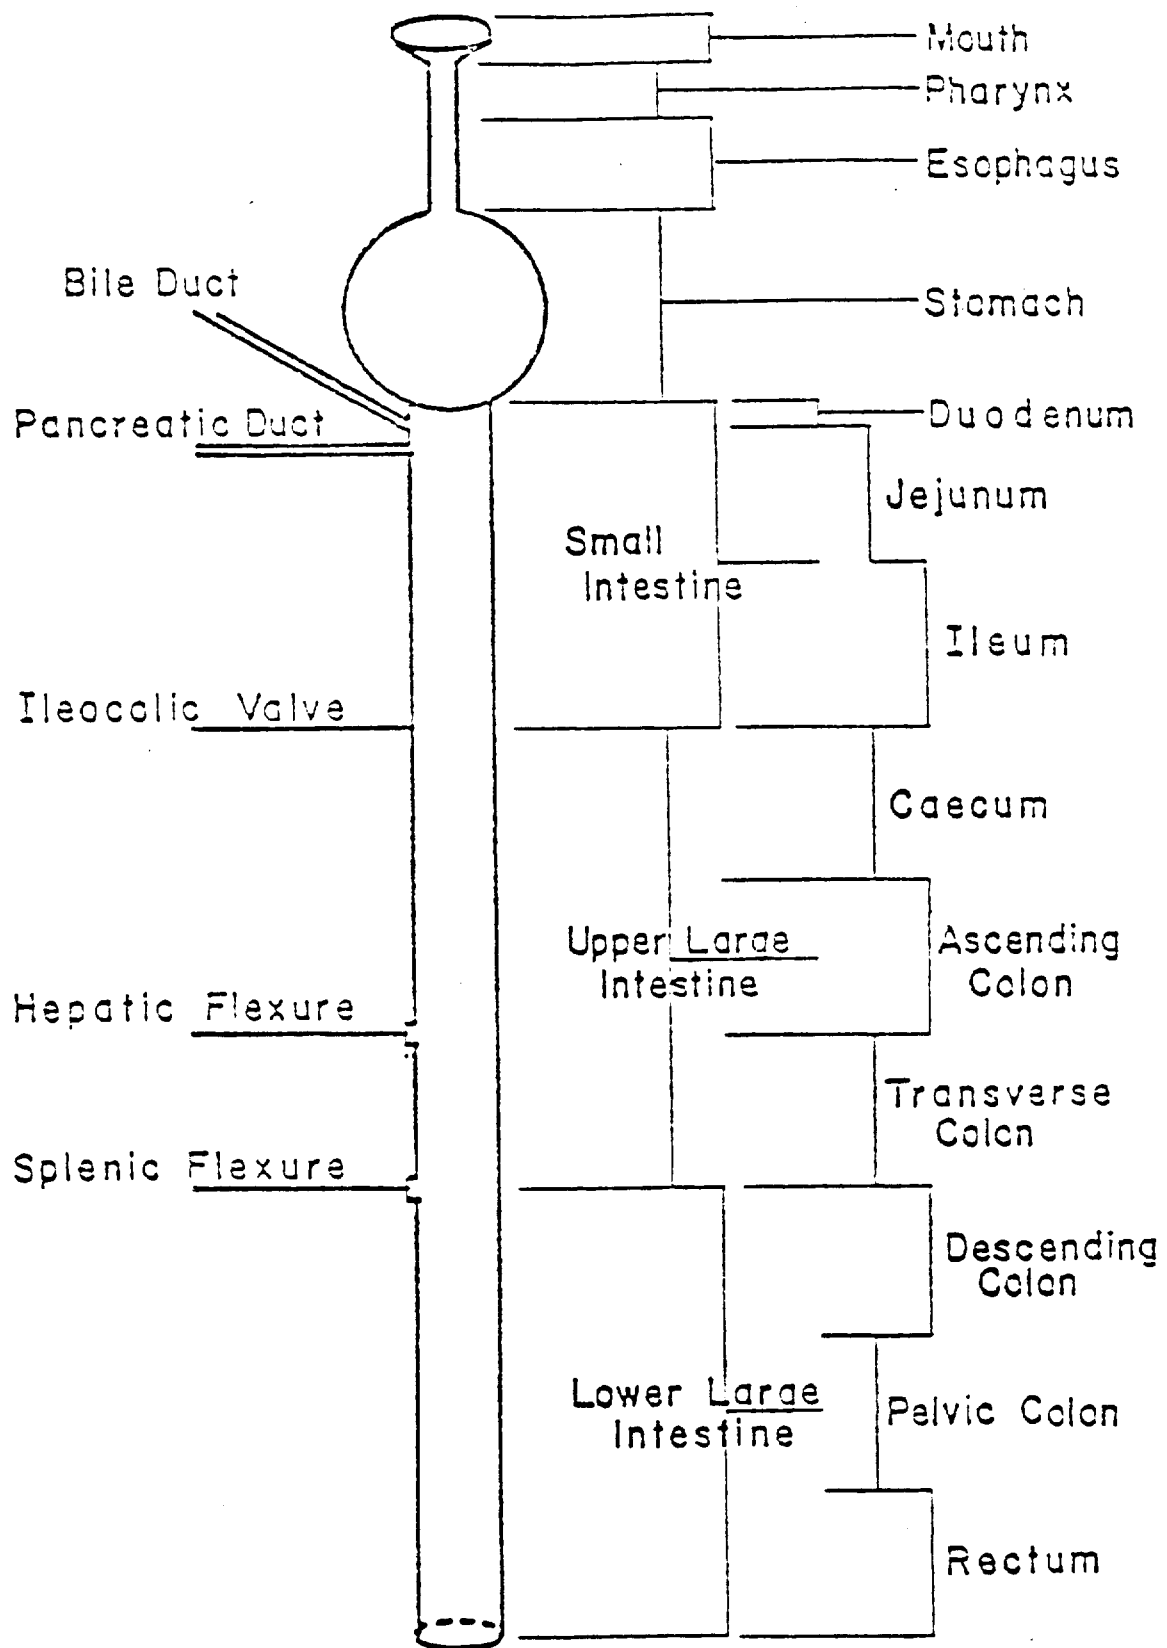 Mouth
Pharynx
Esophagus
Bile Duct
Stomach
Pancreatic Duct
Duodenum
Jejunum
Small
Intestine
Ileum
Ileocolic Valve
Caecum
Upper Large
Intestine
Ascending
Colon
Hepatic Flexure
Transverse
Colon
Splenic Flexure
Descending
Colon
Lower Large
Intestine
Pelvic Colon
Rectum